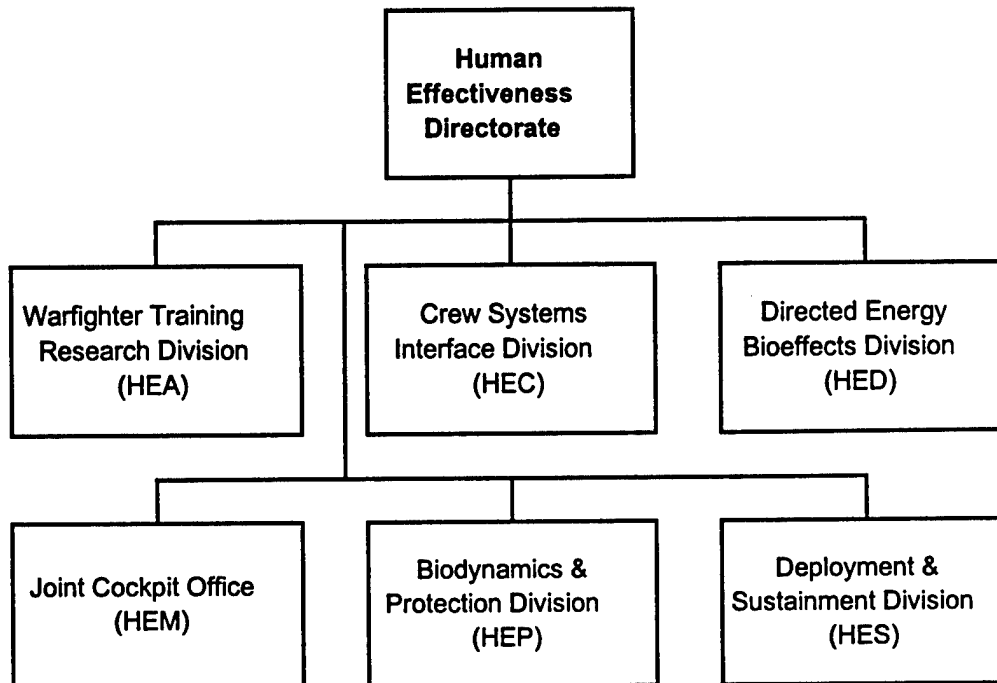 Human
Effectiveness
Directorate
Warfighter Training
Research Division
(HEA)
Crew Systems
Interface Division
(HEC)
Directed Energy
Bioeffects Division
(HED)
Joint Cockpit Office
(HEM)
Biodynamics &
Protection Division
(HEP)
Deployment &
Sustainment Division
(HES)